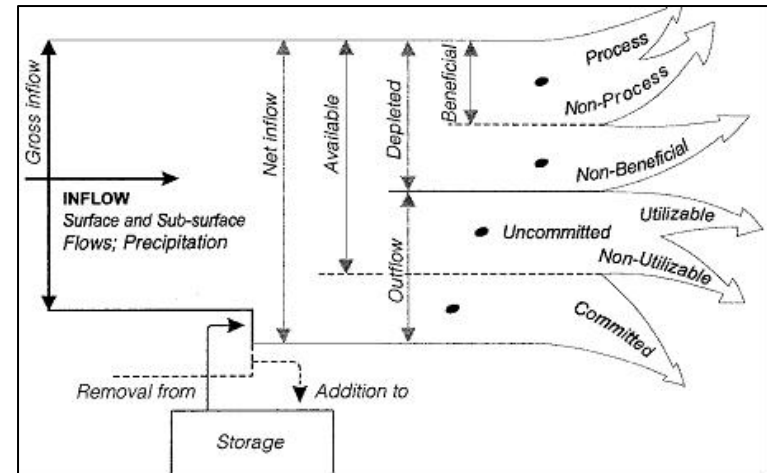 Gross inflow
INFLOW
Surface and Sub-surface
Flows; Precipitation
Net inflow
Available
Depleted
Outflow
Beneficial
Process
Non-Process
Non-Beneficial
Utilizable
Uncommitted
Non-Utilizable
Committed
Removal from
Addition to
Storage